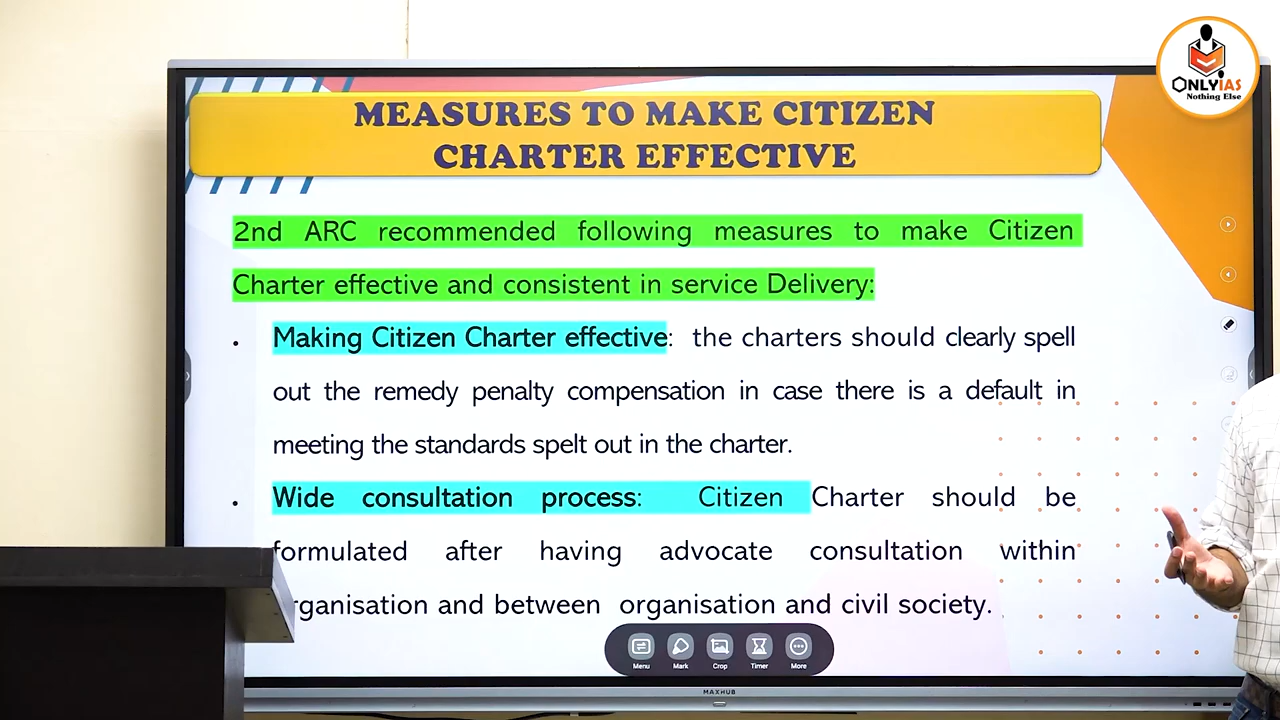 ONLYIAS
Nothing Else
MEASURES TO MAKE CITIZEN
CHARTER EFFECTIVE
2nd ARC recommended following measures to make Citizen
Charter effective and consistent in service Delivery:
• Making Citizen Charter effective: the charters should clearly spell
out the remedy penalty compensation in case there is a default in
meeting the standards spelt out in the charter.
• Wide consultation process: Citizen Charter should be
formulated after having advocate consultation within
rganisation and between organisation and civil society.
Menu Mark Crop Timer More
MAXHUB